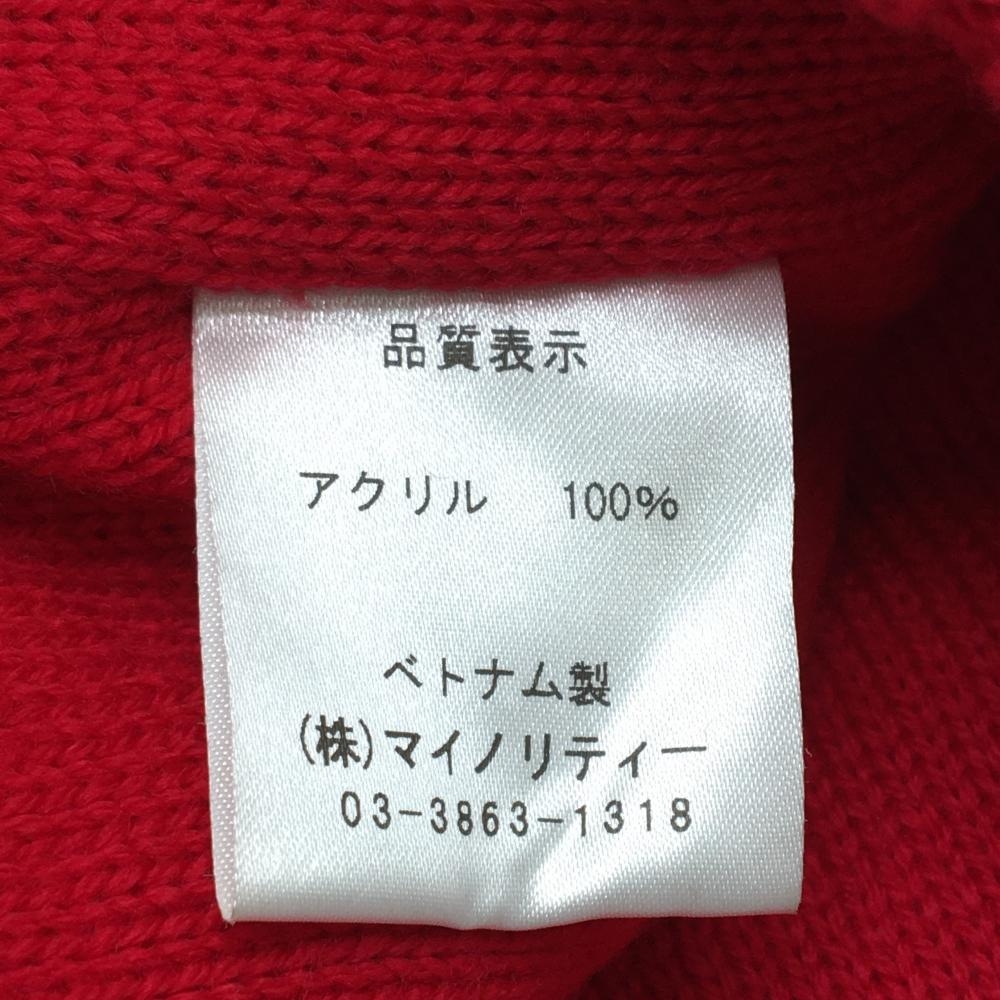 品質表示
アクリル 100%
ベトナム製
(株)マイノリティー
03-3863-1318